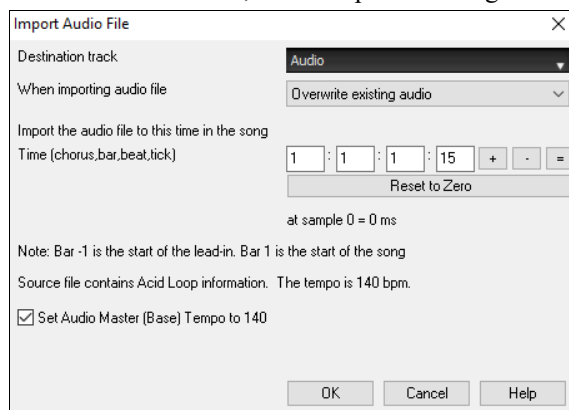 Import Audio File
Destination track
Audio
When importing audio file
Overwrite existing audio
Import the audio file to this time in the song
Time (chorus,bar,beat,tick)
1 : 1 : 1 : 15 + - =
Reset to Zero
at sample 0 = 0 ms
Note: Bar -1 is the start of the lead-in. Bar 1 is the start of the song
Source file contains Acid Loop information. The tempo is 140 bpm.
Set Audio Master (Base) Tempo to 140
OK Cancel Help